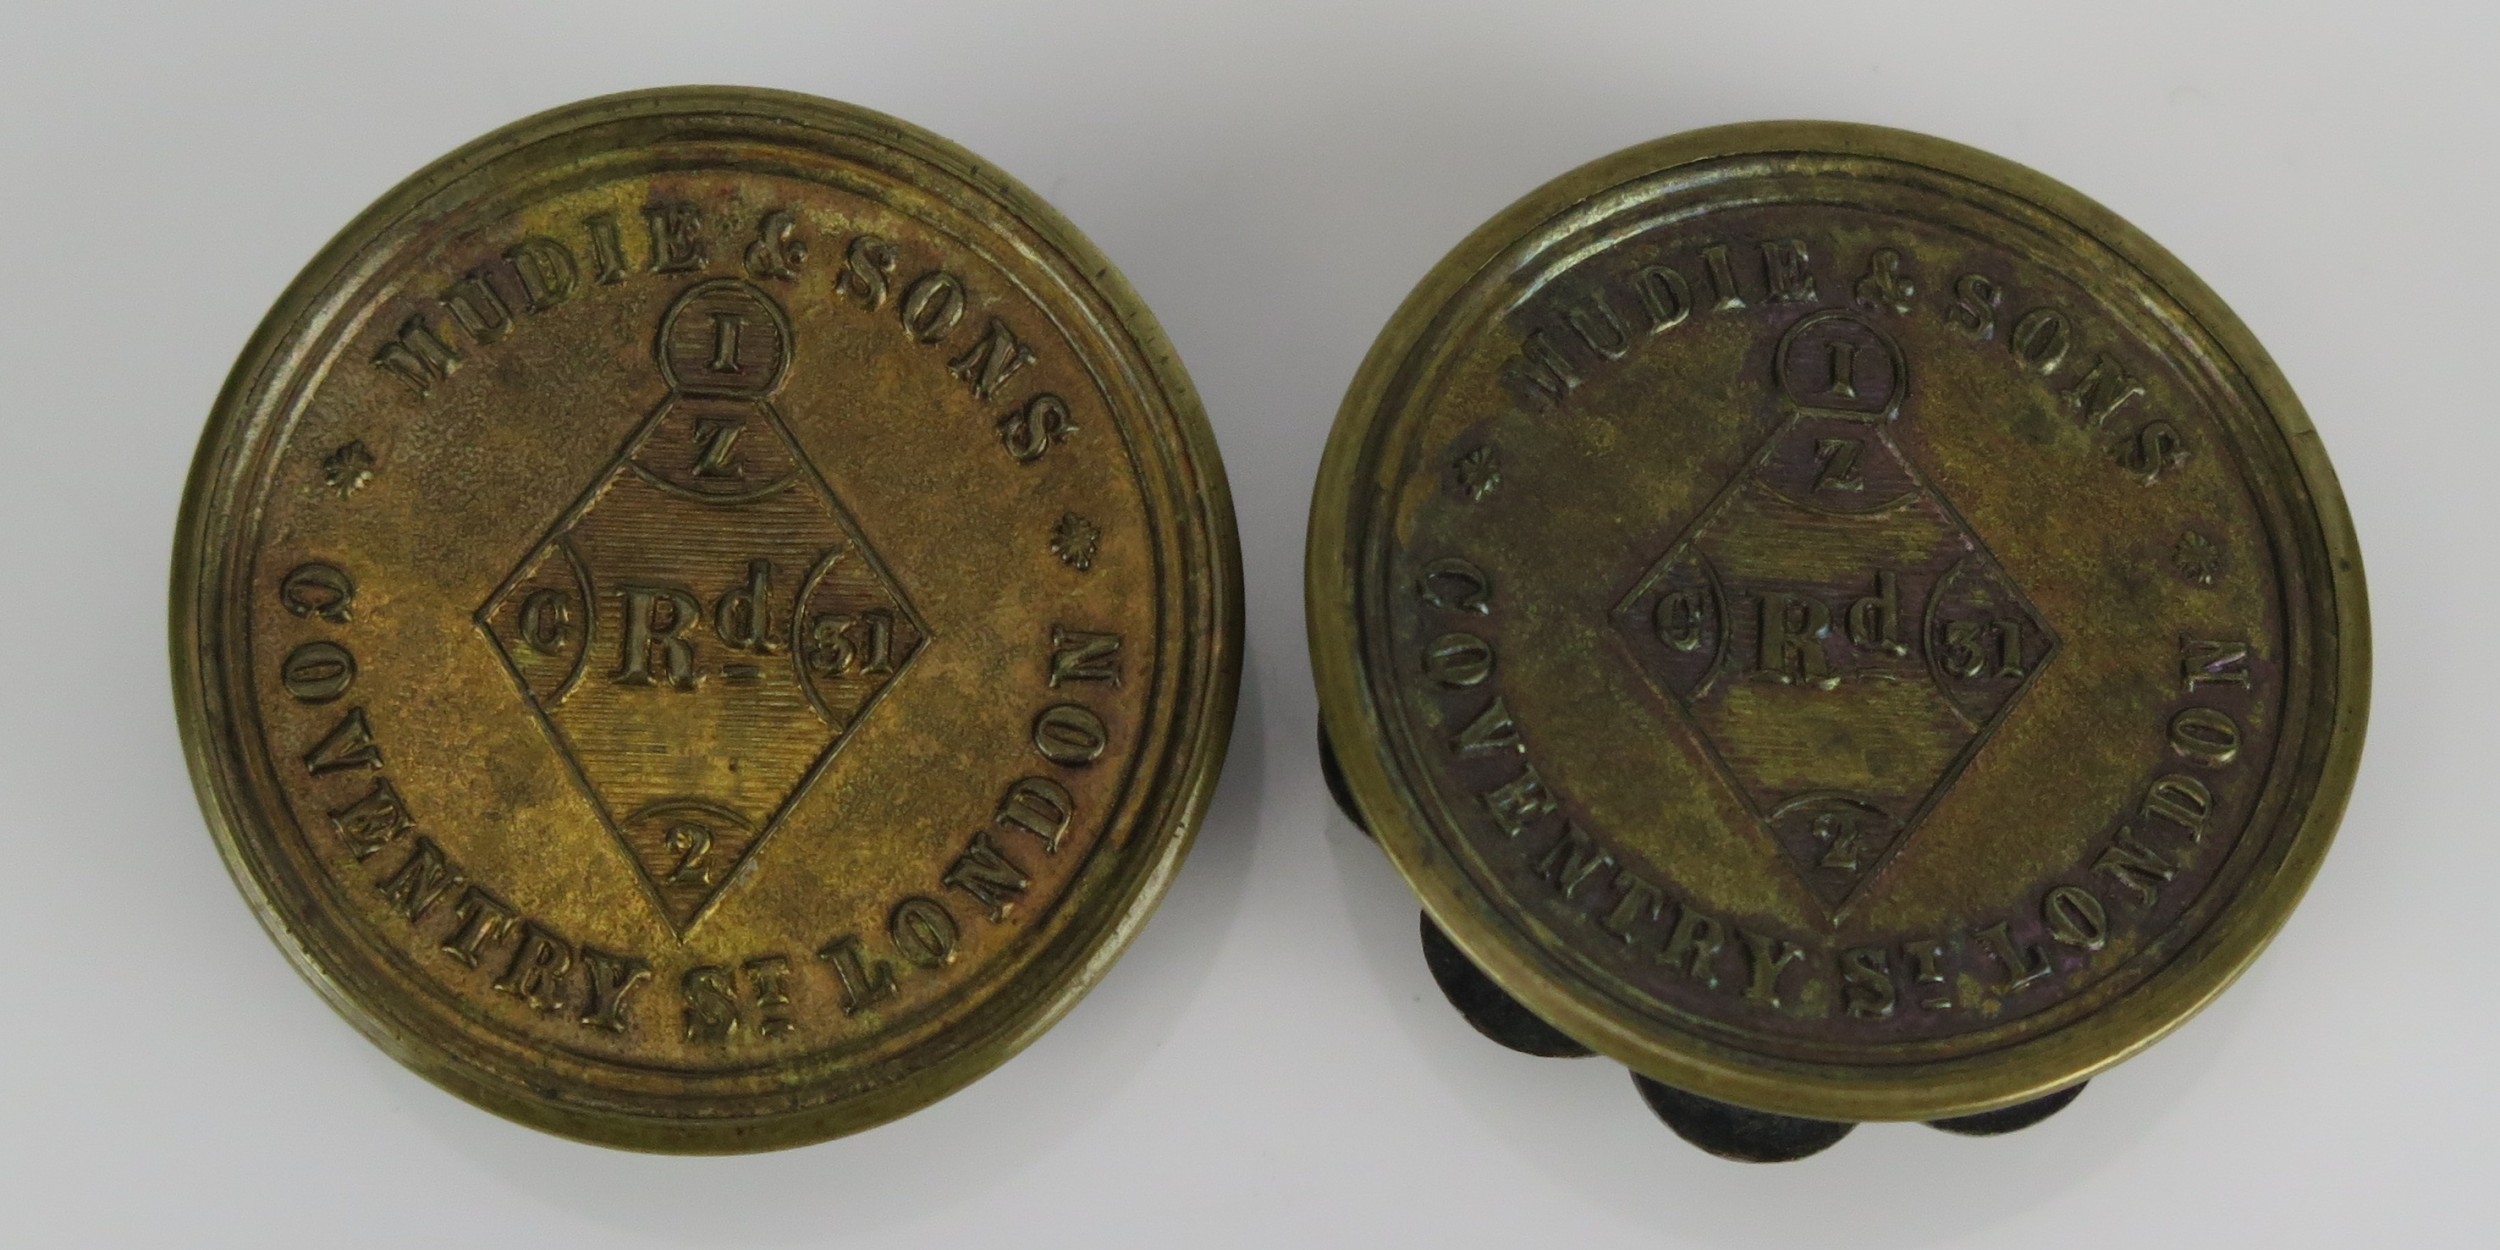 MUDIE & SONS
I
Z
C Rd 31
2
COVENTRY ST LONDON
MUDIE & SONS
I
Z
C Rd 31
2
COVENTRY ST LONDON